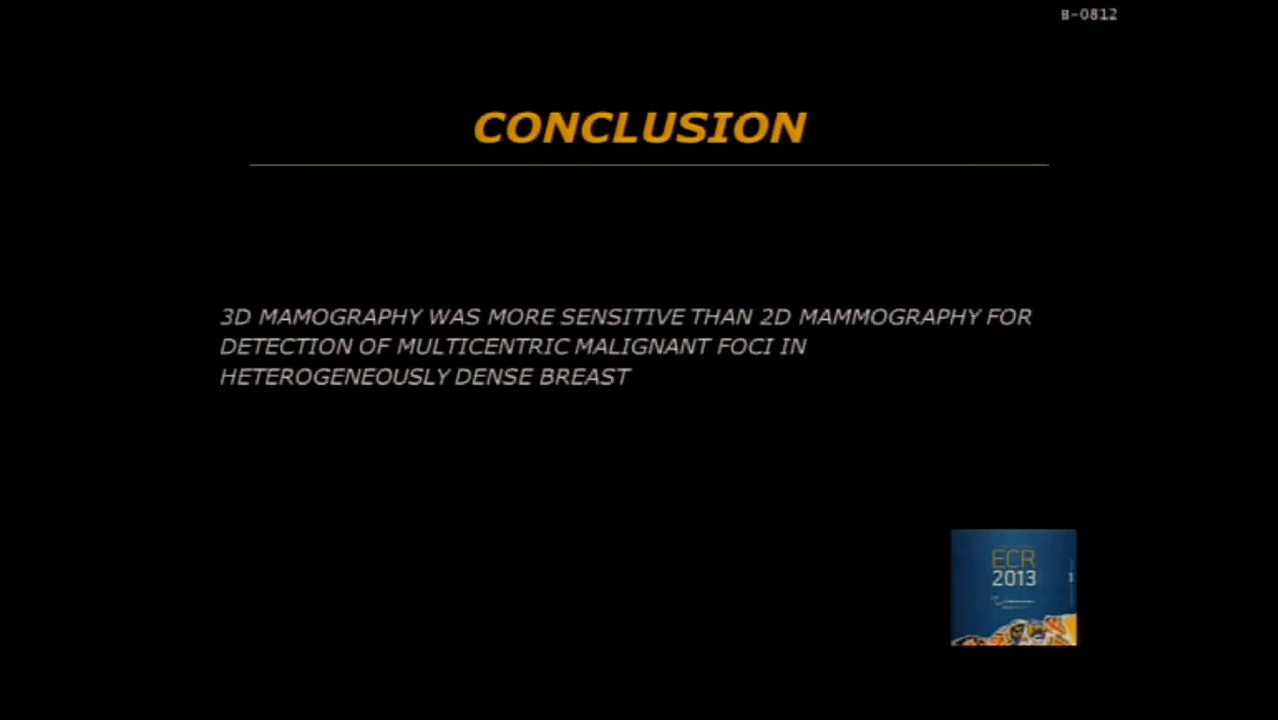 B-0812
CONCLUSION
3D MAMOGRAPHY WAS MORE SENSITIVE THAN 2D MAMMOGRAPHY FOR
DETECTION OF MULTICENTRIC MALIGNANT FOCI IN
HETEROGENEOUSLY DENSE BREAST
ECR
2013